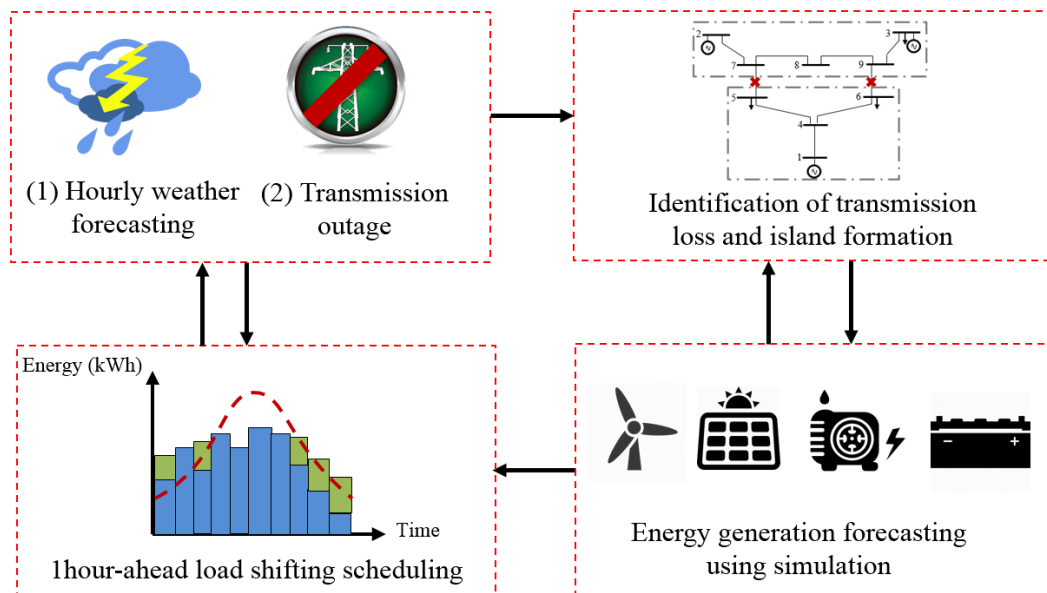 (1) Hourly weather
forecasting
(2) Transmission
outage
2
3
7
8
9
5
6
4
1
Identification of transmission
loss and island formation
Energy (kWh)
Time
1hour-ahead load shifting scheduling
− +
Energy generation forecasting
using simulation